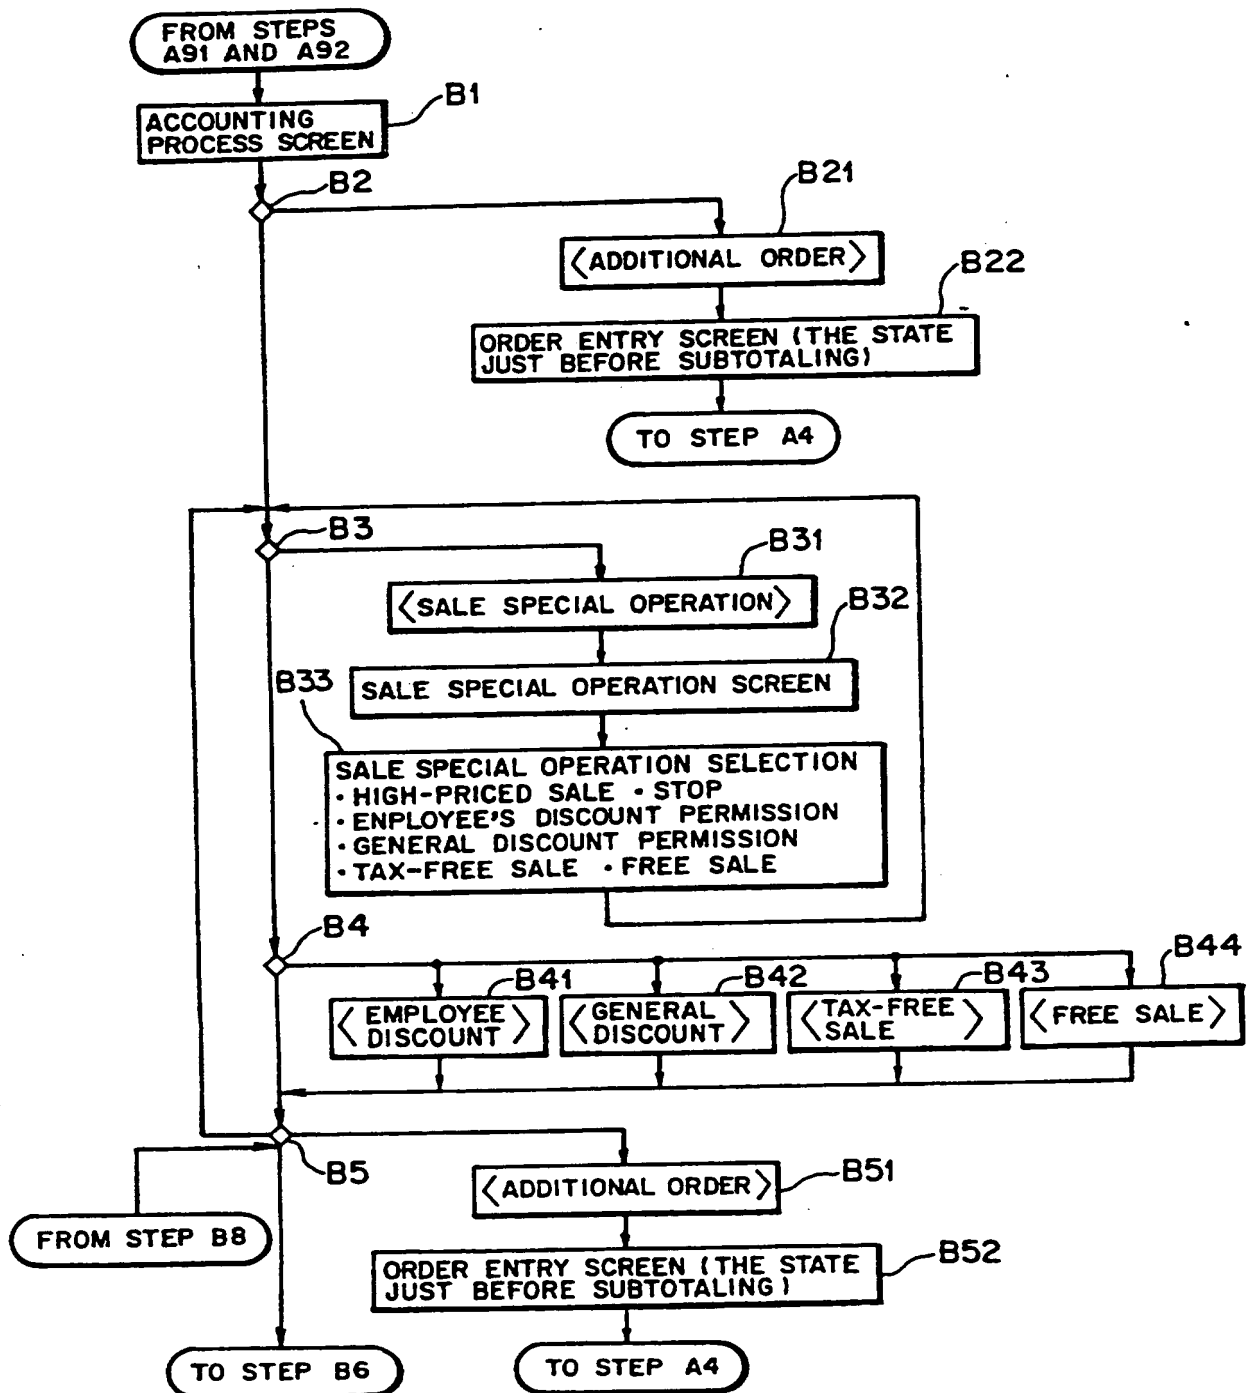 FROM STEPS
A91 AND A92
B1
ACCOUNTING
PROCESS SCREEN
B2
B21
〈ADDITIONAL ORDER〉
B22
ORDER ENTRY SCREEN (THE STATE
JUST BEFORE SUBTOTALING)
TO STEP A4
B3
B31
〈SALE SPECIAL OPERATION〉
B32
SALE SPECIAL OPERATION SCREEN
B33
SALE SPECIAL OPERATION SELECTION
・HIGH-PRICED SALE ・STOP
・ENPLOYEE'S DISCOUNT PERMISSION
・GENERAL DISCOUNT PERMISSION
・TAX-FREE SALE ・FREE SALE
B4
B41
〈EMPLOYEE
DISCOUNT〉
B42
〈GENERAL
DISCOUNT〉
B43
〈TAX-FREE
SALE〉
B44
〈FREE SALE〉
B5
B51
〈ADDITIONAL ORDER〉
FROM STEP B8
B52
ORDER ENTRY SCREEN (THE STATE
JUST BEFORE SUBTOTALING)
TO STEP B6
TO STEP A4